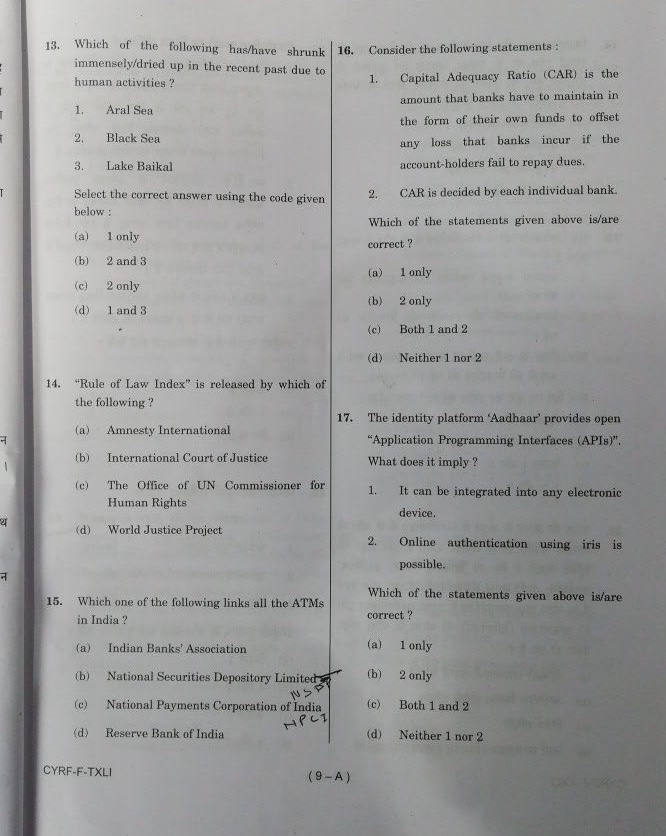 13. Which of the following has/have shrunk
immensely/dried up in the recent past due to
human activities ?
1. Aral Sea
2. Black Sea
3. Lake Baikal
Select the correct answer using the code given
below :
(a) 1 only
(b) 2 and 3
(c) 2 only
(d) 1 and 3
14. “Rule of Law Index” is released by which of
the following ?
(a) Amnesty International
(b) International Court of Justice
(c) The Office of UN Commissioner for
Human Rights
(d) World Justice Project
15. Which one of the following links all the ATMs
in India ?
(a) Indian Banks’ Association
(b) National Securities Depository Limited
(c) National Payments Corporation of India
NPCI
(d) Reserve Bank of India
CYRF-F-TXLI
16. Consider the following statements :
1. Capital Adequacy Ratio (CAR) is the
amount that banks have to maintain in
the form of their own funds to offset
any loss that banks incur if the
account-holders fail to repay dues.
2. CAR is decided by each individual bank.
Which of the statements given above is/are
correct ?
(a) 1 only
(b) 2 only
(c) Both 1 and 2
(d) Neither 1 nor 2
17. The identity platform ‘Aadhaar’ provides open
“Application Programming Interfaces (APIs)”.
What does it imply ?
1. It can be integrated into any electronic
device.
2. Online authentication using iris is
possible.
Which of the statements given above is/are
correct ?
(a) 1 only
(b) 2 only
(c) Both 1 and 2
(d) Neither 1 nor 2
( 9 – A )